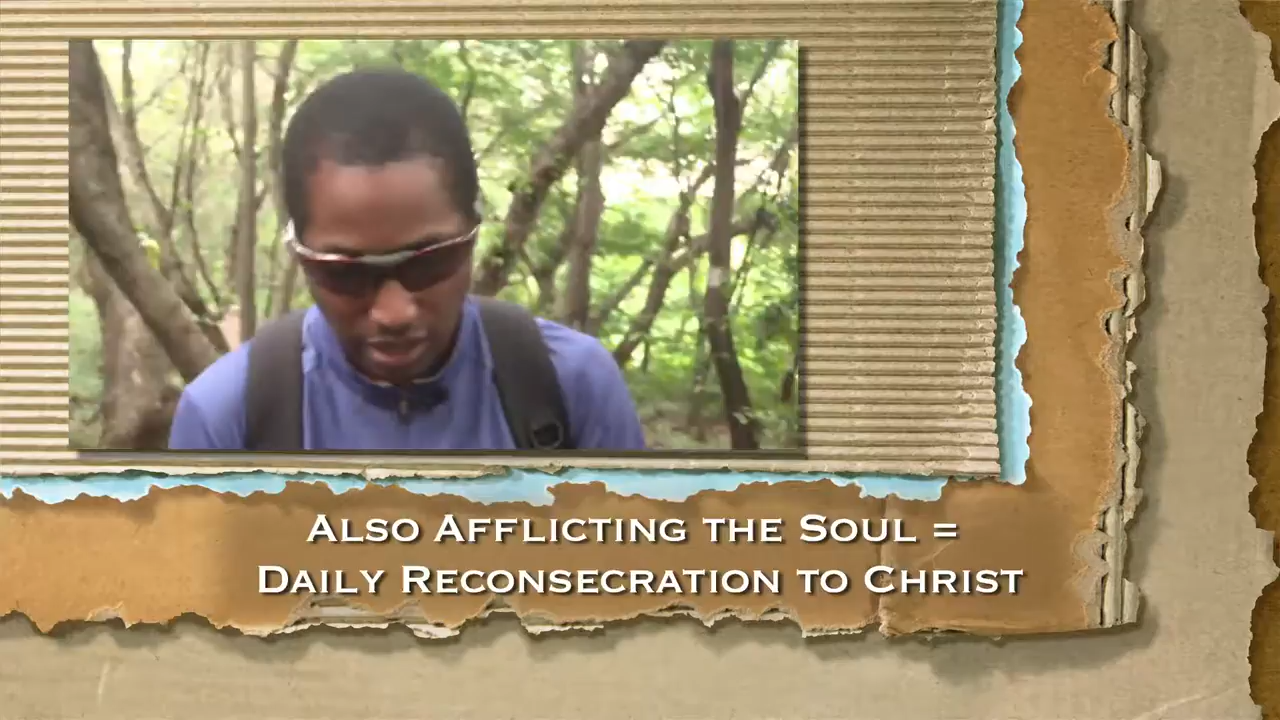 Also Afflicting the Soul =
Daily Reconsecration to Christ